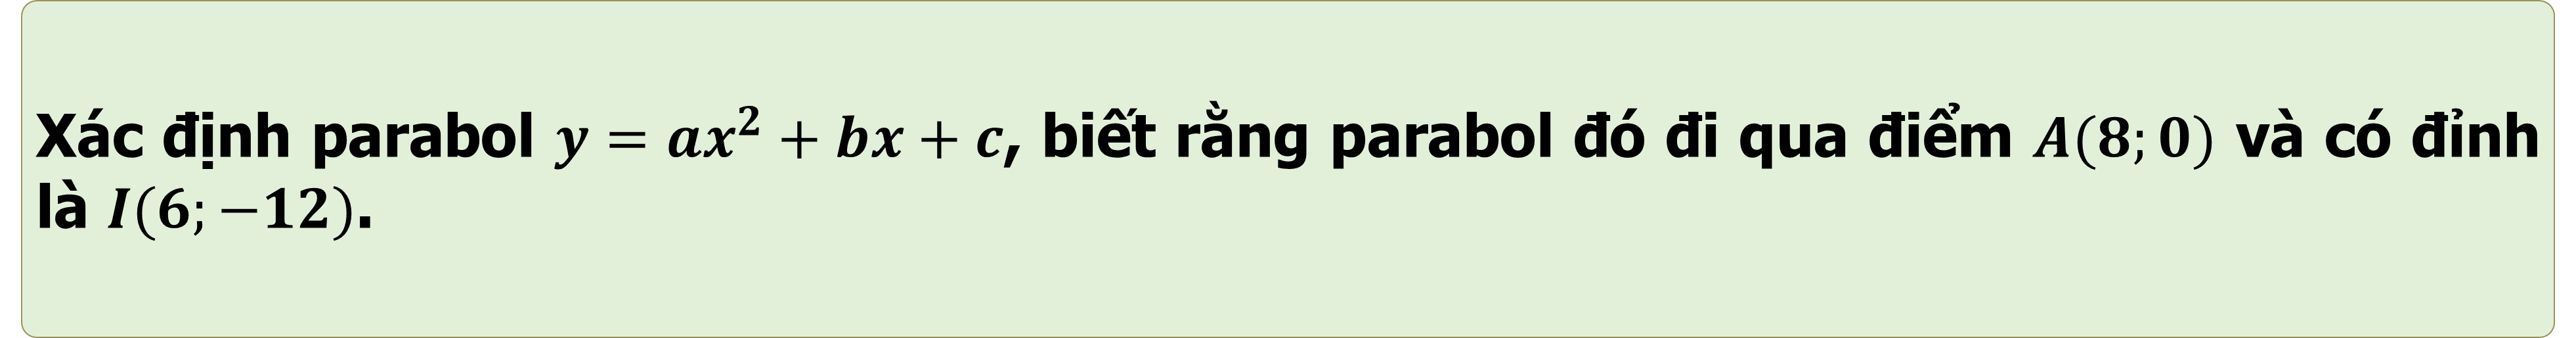 Xác định parabol y = ax² + bx + c, biết rằng parabol đó đi qua điểm A(8; 0) và có đỉnh
là I(6; −12).